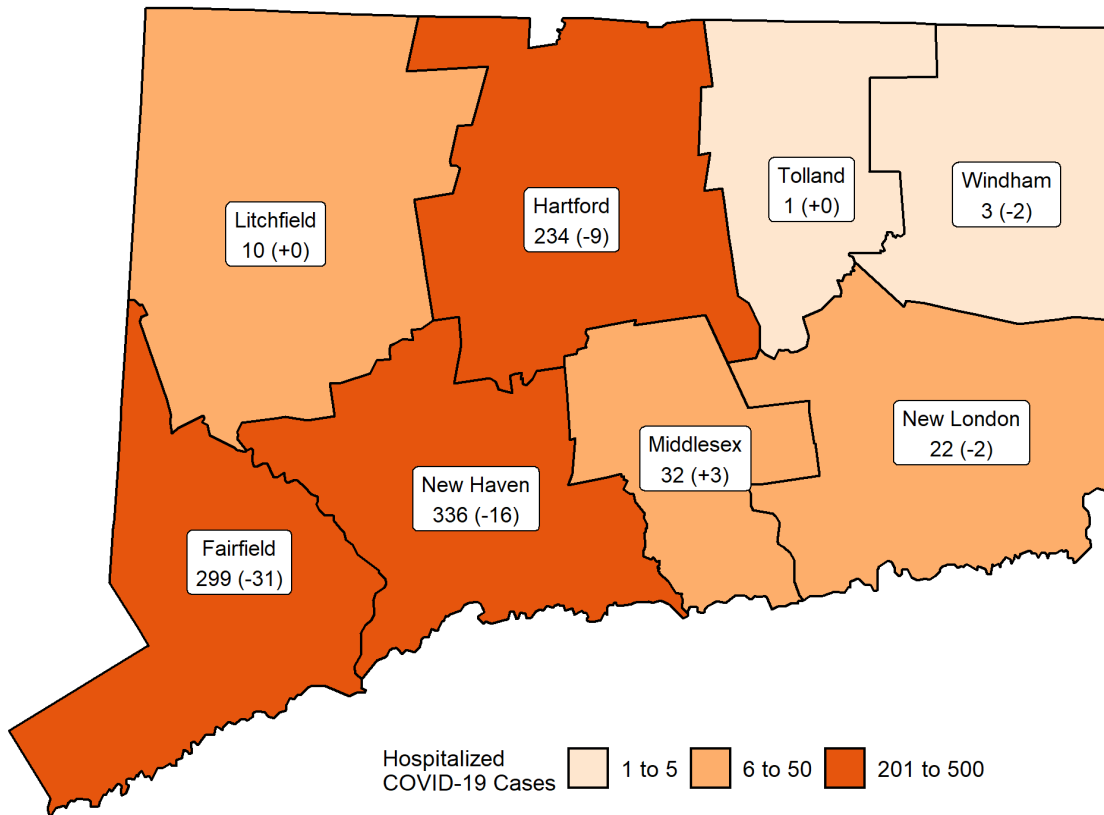 Litchfield
10 (+0)
Hartford
234 (-9)
Tolland
1 (+0)
Windham
3 (-2)
Fairfield
299 (-31)
New Haven
336 (-16)
Middlesex
32 (+3)
New London
22 (-2)
Hospitalized
COVID-19 Cases
1 to 5
6 to 50
201 to 500